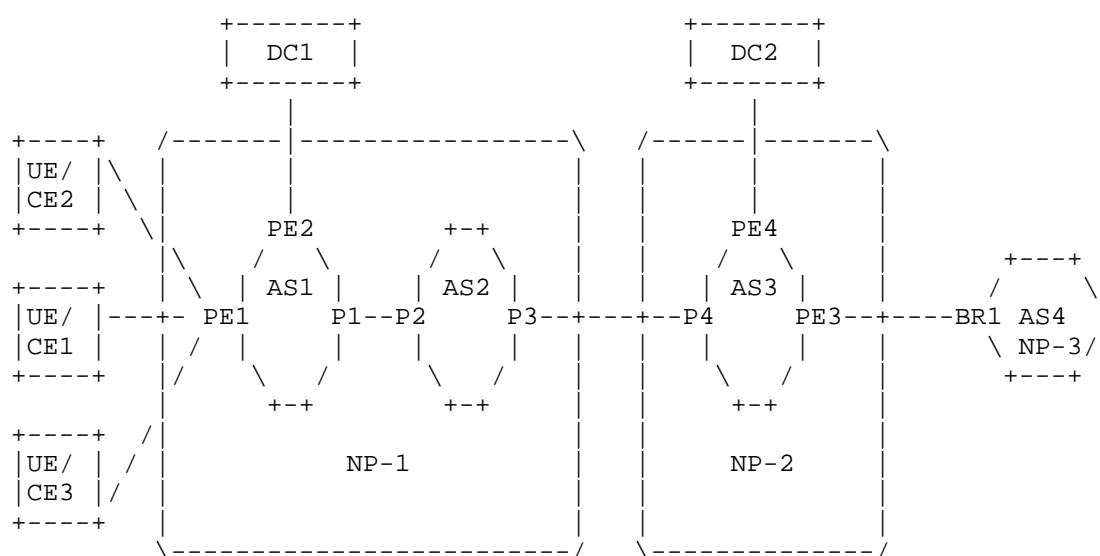 DC1 DC2
UE/
CE2
PE2 PE4
AS1 AS2 AS3
UE/ PE1 P1--P2 P3 P4 PE3 BR1 AS4
CE1 NP-3
UE/ NP-1 NP-2
CE3